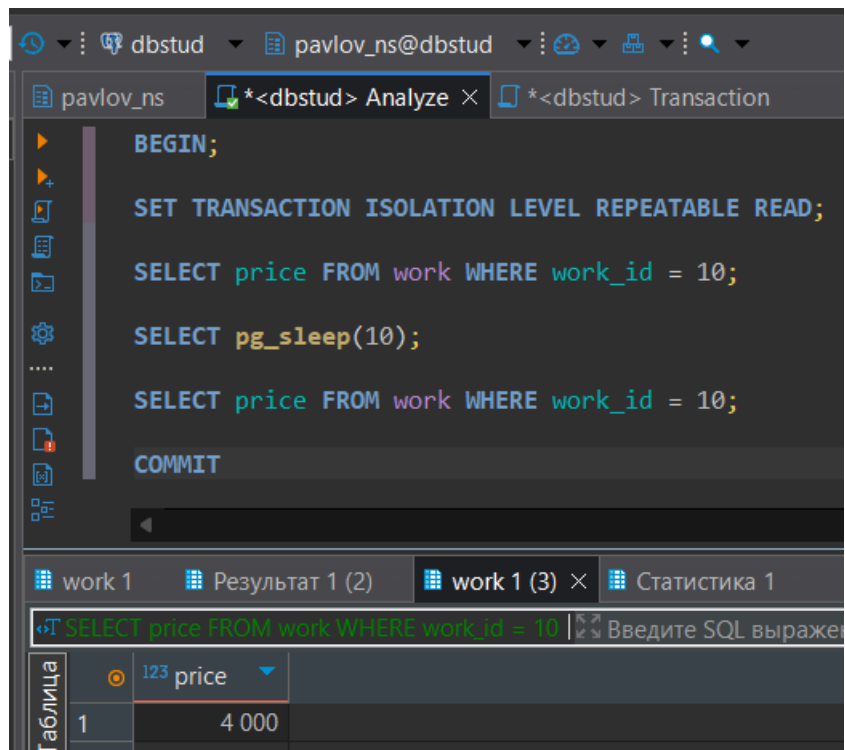 dbstud pavlov_ns@dbstud
pavlov_ns *<dbstud> Analyze *<dbstud> Transaction
BEGIN;
SET TRANSACTION ISOLATION LEVEL REPEATABLE READ;
SELECT price FROM work WHERE work_id = 10;
SELECT pg_sleep(10);
SELECT price FROM work WHERE work_id = 10;
COMMIT
work 1 Результат 1 (2) work 1 (3) Статистика 1
SELECT price FROM work WHERE work_id = 10 Введите SQL выражен
Таблица
123 price
1 4 000